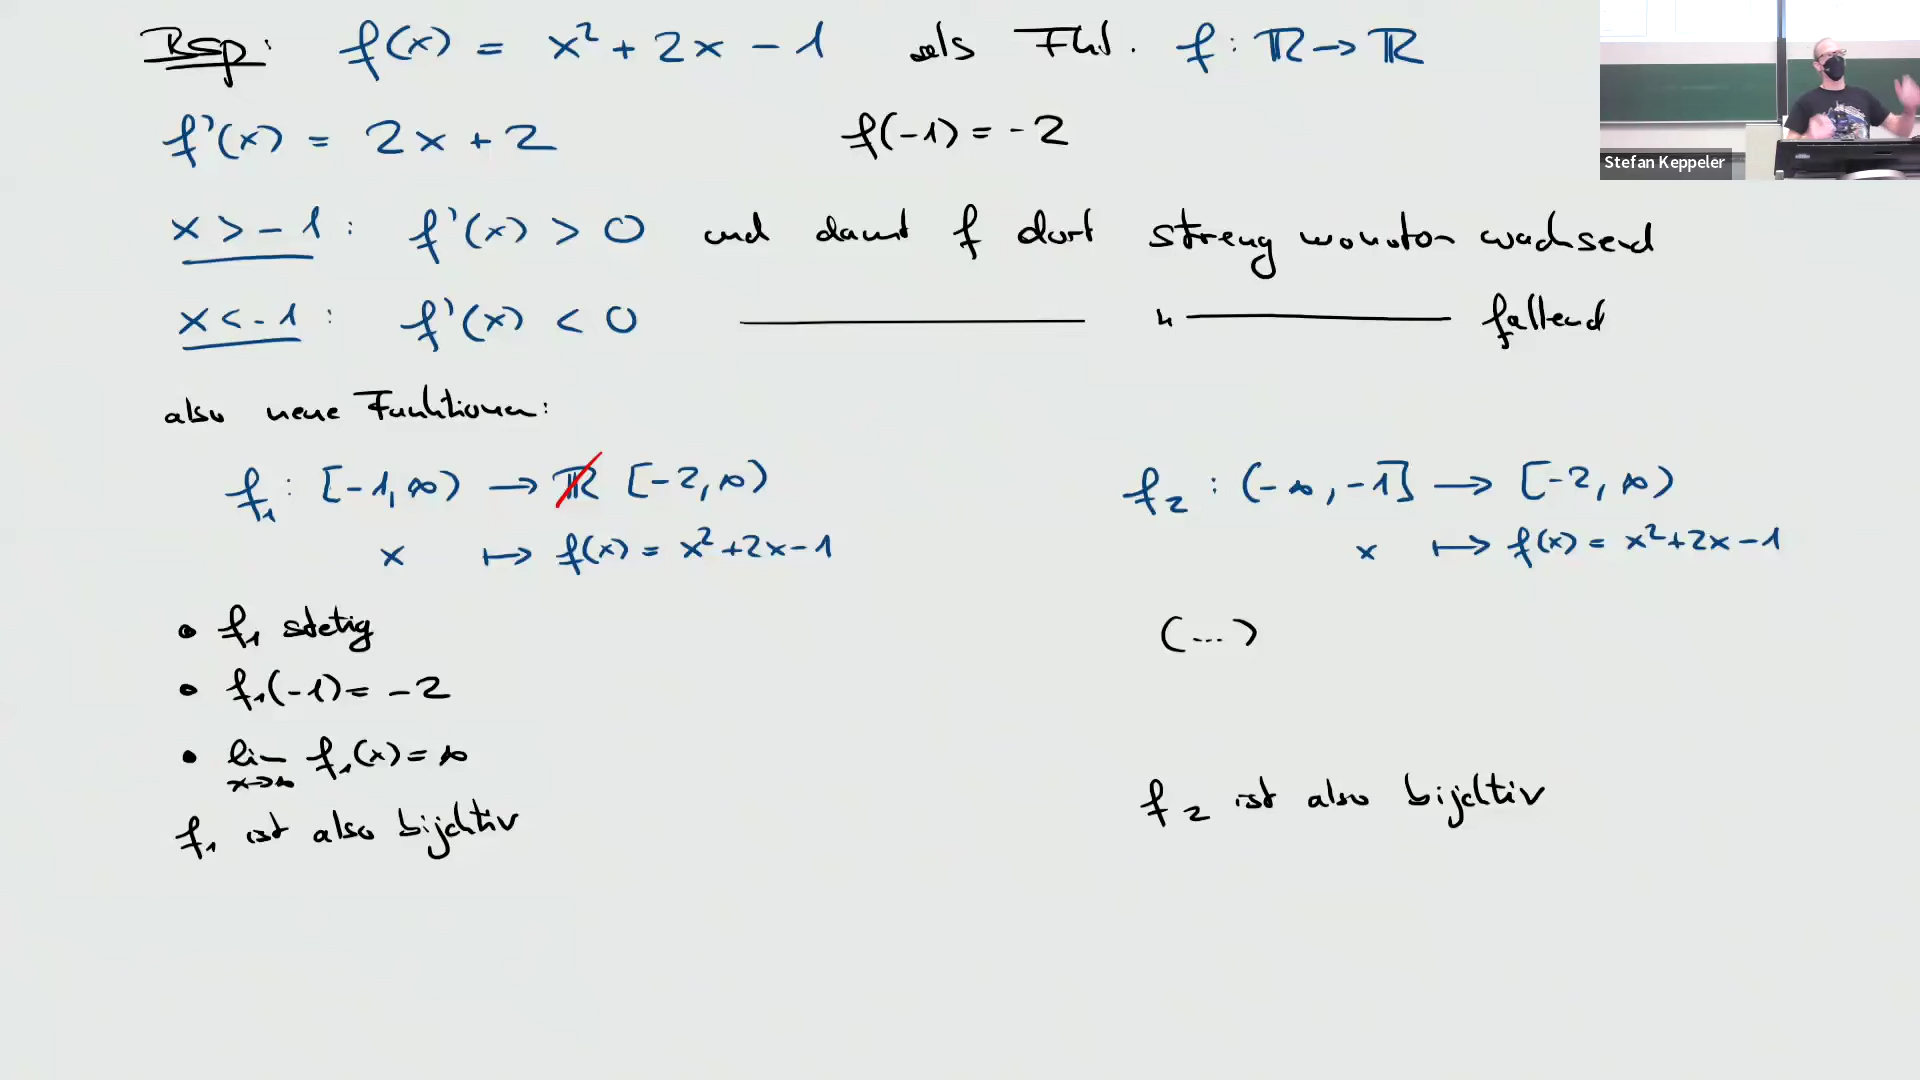 Bsp: f(x) = x² + 2x - 1 als Fkt. f: ℝ → ℝ
Stefan Keppeler
f'(x) = 2x + 2 f(-1) = -2
x > -1: f'(x) > 0 und damit f dort streng monoton wachsend
x < -1: f'(x) < 0 ——— " ——— fallend
also neue Funktionen:
f₁: [-1,∞) → ℝ [-2,∞) f₂: (-∞,-1] → [-2,∞)
x ↦ f(x) = x²+2x-1 x ↦ f(x) = x²+2x-1
• f₁ stetig (...)
• f₁(-1) = -2
• lim f₁(x) = ∞
x→∞
f₁ ist also bijektiv f₂ ist also bijektiv